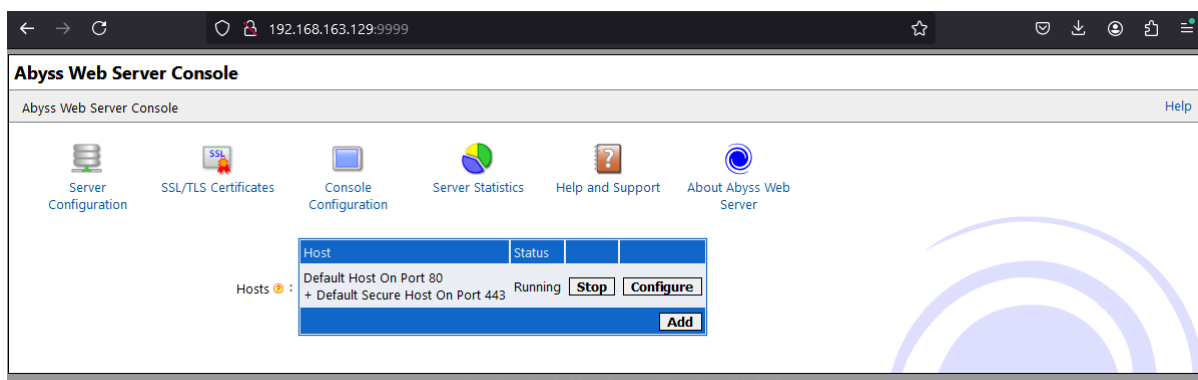 192.168.163.129:9999
Abyss Web Server Console
Abyss Web Server Console
Help
SSL
?
Server
Configuration
SSL/TLS Certificates
Console
Configuration
Server Statistics
Help and Support
About Abyss Web
Server
Host Status
Hosts ? :
Default Host On Port 80
+ Default Secure Host On Port 443
Running Stop Configure
Add